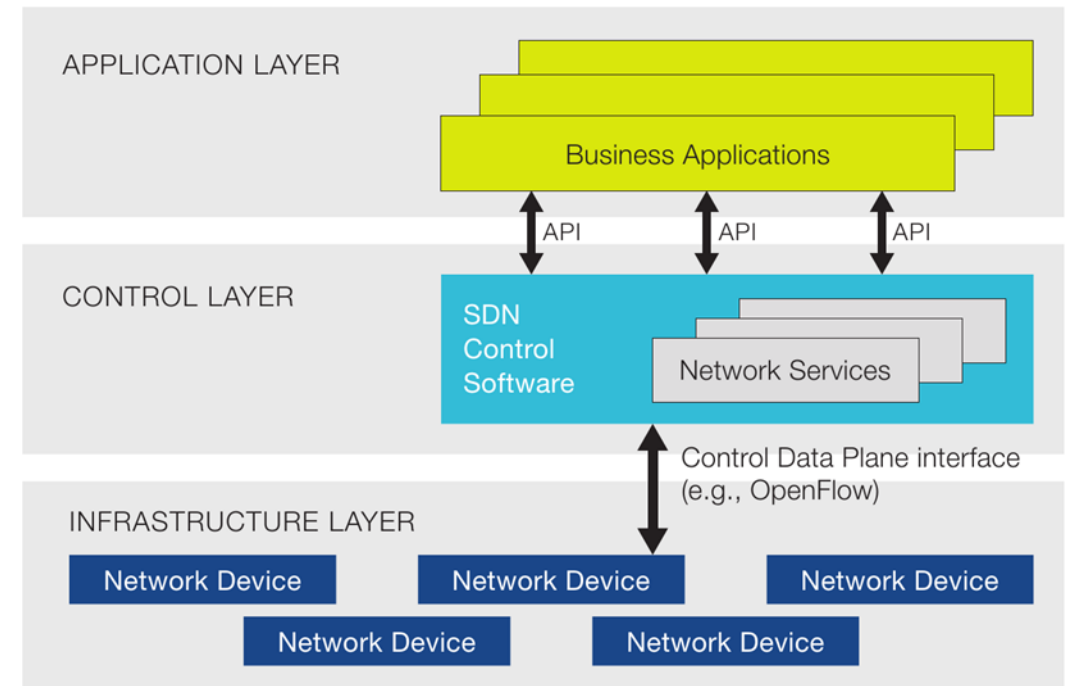 APPLICATION LAYER
Business Applications
API
API
API
CONTROL LAYER
SDN
Control
Software
Network Services
Control Data Plane interface
(e.g., OpenFlow)
INFRASTRUCTURE LAYER
Network Device
Network Device
Network Device
Network Device
Network Device